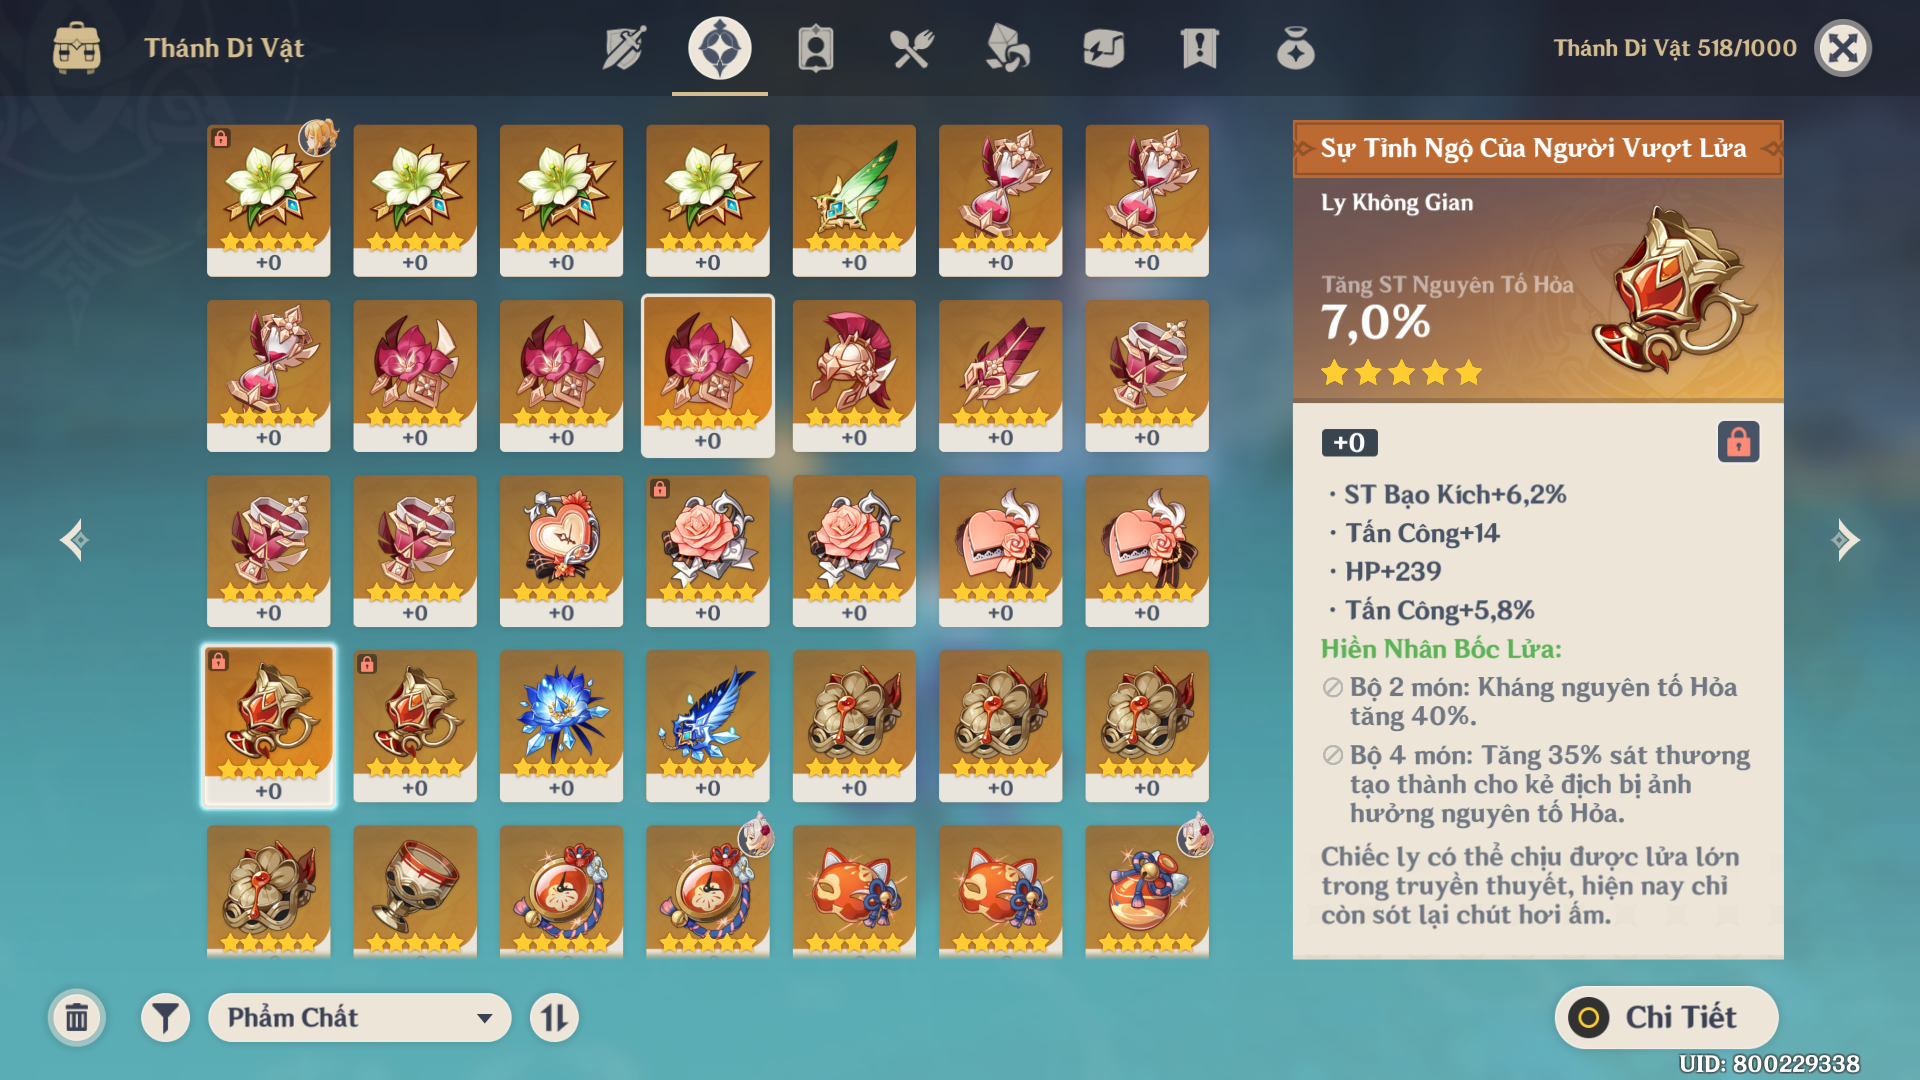 Thánh Di Vật
Thánh Di Vật 518/1000
+0 +0 +0 +0 +0 +0 +0
+0 +0 +0 +0 +0 +0 +0
+0 +0 +0 +0 +0 +0 +0
+0 +0 +0 +0 +0 +0 +0
Sự Tỉnh Ngộ Của Người Vượt Lửa
Ly Không Gian
Tăng ST Nguyên Tố Hỏa
7,0%
+0
· ST Bạo Kích+6,2%
· Tấn Công+14
· HP+239
· Tấn Công+5,8%
Hiền Nhân Bốc Lửa:
Bộ 2 món: Kháng nguyên tố Hỏa
tăng 40%.
Bộ 4 món: Tăng 35% sát thương
tạo thành cho kẻ địch bị ảnh
hưởng nguyên tố Hỏa.
Chiếc ly có thể chịu được lửa lớn
trong truyền thuyết, hiện nay chỉ
còn sót lại chút hơi ấm.
Phẩm Chất
Chi Tiết
UID: 800229338